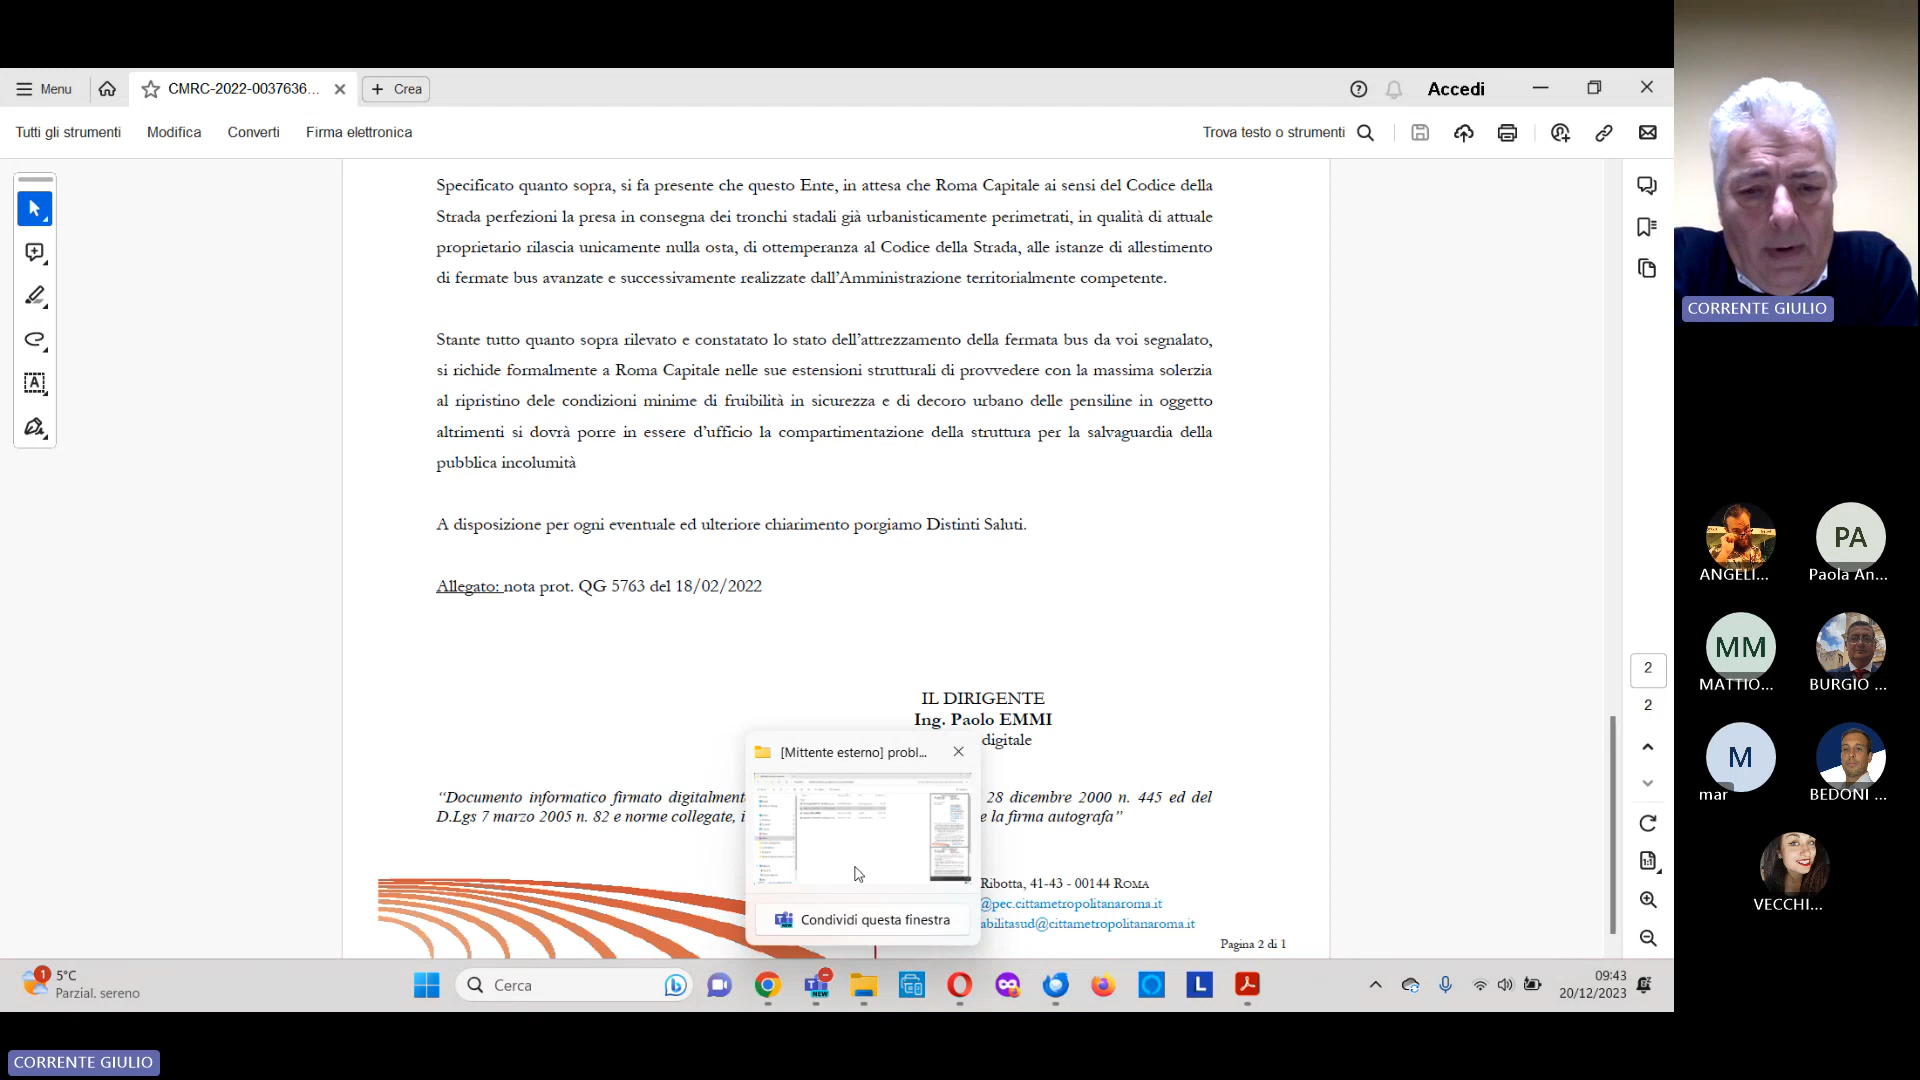 Menu
CMRC-2022-0037636...
Crea
Accedi
Tutti gli strumenti
Modifica
Converti
Firma elettronica
Trova testo o strumenti
Specificato quanto sopra, si fa presente che questo Ente, in attesa che Roma Capitale ai sensi del Codice della
Strada perfezioni la presa in consegna dei tronchi stadali già urbanisticamente perimetrati, in qualità di attuale
proprietario rilascia unicamente nulla osta, di ottemperanza al Codice della Strada, alle istanze di allestimento
di fermate bus avanzate e successivamente realizzate dall'Amministrazione territorialmente competente.
Stante tutto quanto sopra rilevato e constatato lo stato dell'attrezzamento della fermata bus da voi segnalato,
si richide formalmente a Roma Capitale nelle sue estensioni strutturali di provvedere con la massima solerzia
al ripristino dele condizioni minime di fruibilità in sicurezza e di decoro urbano delle pensiline in oggetto
altrimenti si dovrà porre in essere d'ufficio la compartimentazione della struttura per la salvaguardia della
pubblica incolumità
A disposizione per ogni eventuale ed ulteriore chiarimento porgiamo Distinti Saluti.
Allegato: nota prot. QG 5763 del 18/02/2022
IL DIRIGENTE
Ing. Paolo EMMI
digitale
[Mittente esterno] probl...
Condividi questa finestra
"Documento informatico firmato digitalment 28 dicembre 2000 n. 445 ed del
D.Lgs 7 marzo 2005 n. 82 e norme collegate, i e la firma autografa"
Ribotta, 41-43 - 00144 ROMA
@pec.cittametropolitanaroma.it
abilitasud@cittametropolitanaroma.it
Pagina 2 di 1
2
2
CORRENTE GIULIO
ANGELI...
PA
Paola An...
MM
MATTIO...
BURGIO ...
M
mar
BEDONI ...
VECCHI...
1
5°C
Parzial. sereno
Cerca
NEW
L
09:43
20/12/2023
CORRENTE GIULIO